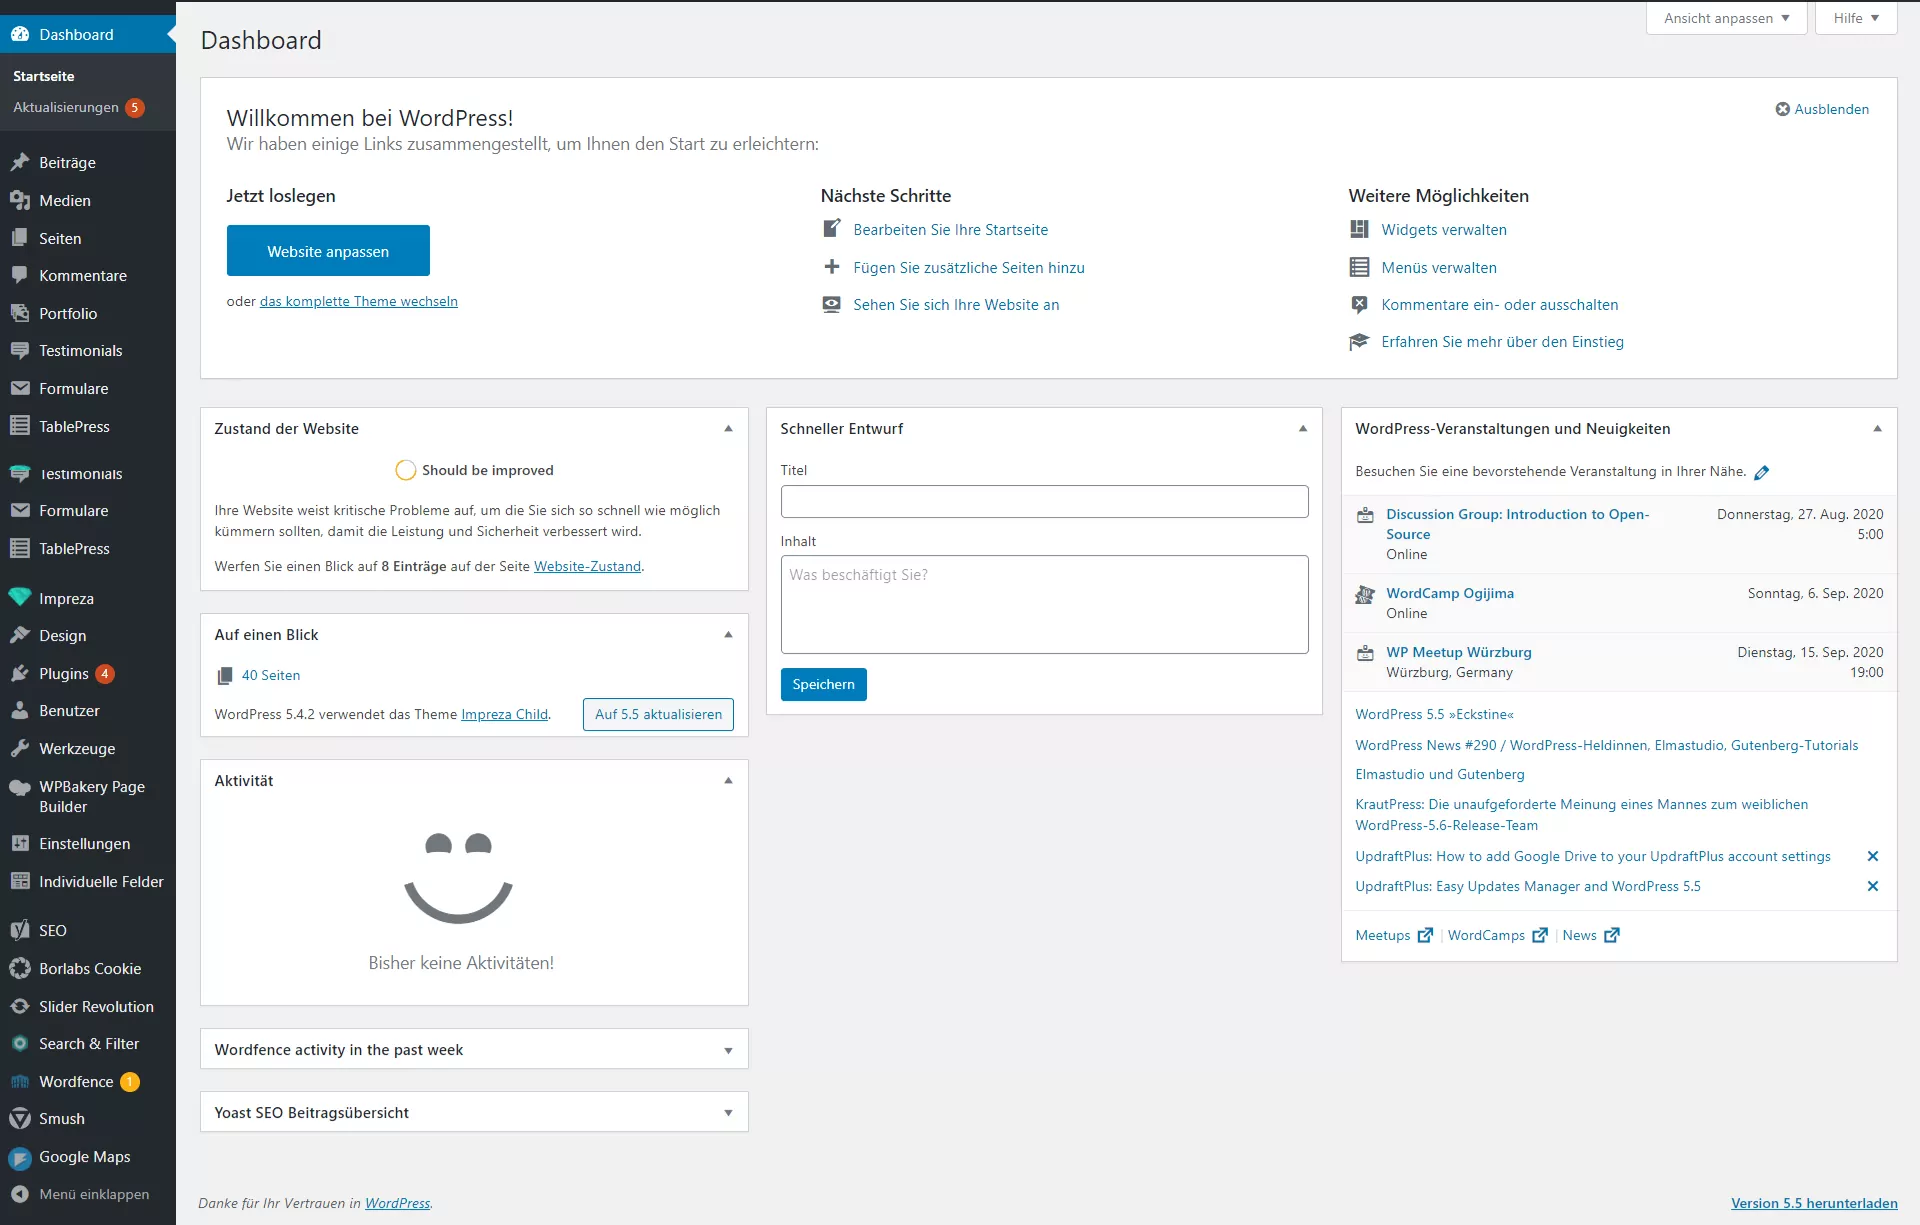 Dashboard
Startseite
Aktualisierungen 5
Beiträge
Medien
Seiten
Kommentare
Portfolio
Testimonials
Formulare
TablePress
Testimonials
Formulare
TablePress
Impreza
Design
Plugins 4
Benutzer
Werkzeuge
WPBakery Page
Builder
Einstellungen
Individuelle Felder
SEO
Borlabs Cookie
Slider Revolution
Search & Filter
Wordfence 1
Smush
Google Maps
Menü einklappen
Ansicht anpassen
Hilfe
Dashboard
Willkommen bei WordPress!
Wir haben einige Links zusammengestellt, um Ihnen den Start zu erleichtern:
Ausblenden
Jetzt loslegen
Website anpassen
oder das komplette Theme wechseln
Nächste Schritte
Bearbeiten Sie Ihre Startseite
Fügen Sie zusätzliche Seiten hinzu
Sehen Sie sich Ihre Website an
Weitere Möglichkeiten
Widgets verwalten
Menüs verwalten
Kommentare ein- oder ausschalten
Erfahren Sie mehr über den Einstieg
Zustand der Website
Should be improved
Ihre Website weist kritische Probleme auf, um die Sie sich so schnell wie möglich
kümmern sollten, damit die Leistung und Sicherheit verbessert wird.
Werfen Sie einen Blick auf 8 Einträge auf der Seite Website-Zustand.
Auf einen Blick
40 Seiten
WordPress 5.4.2 verwendet das Theme Impreza Child.
Auf 5.5 aktualisieren
Aktivität
Bisher keine Aktivitäten!
Wordfence activity in the past week
Yoast SEO Beitragsübersicht
Schneller Entwurf
Titel
Inhalt
Was beschäftigt Sie?
Speichern
WordPress-Veranstaltungen und Neuigkeiten
Besuchen Sie eine bevorstehende Veranstaltung in Ihrer Nähe.
Discussion Group: Introduction to Open- Donnerstag, 27. Aug. 2020
Source 5:00
Online
WordCamp Ogijima Sonntag, 6. Sep. 2020
Online
WP Meetup Würzburg Dienstag, 15. Sep. 2020
Würzburg, Germany 19:00
WordPress 5.5 »Eckstine«
WordPress News #290 / WordPress-Heldinnen, Elmastudio, Gutenberg-Tutorials
Elmastudio und Gutenberg
KrautPress: Die unaufgeforderte Meinung eines Mannes zum weiblichen
WordPress-5.6-Release-Team
UpdraftPlus: How to add Google Drive to your UpdraftPlus account settings
UpdraftPlus: Easy Updates Manager and WordPress 5.5
Meetups | WordCamps | News
Danke für Ihr Vertrauen in WordPress.
Version 5.5 herunterladen